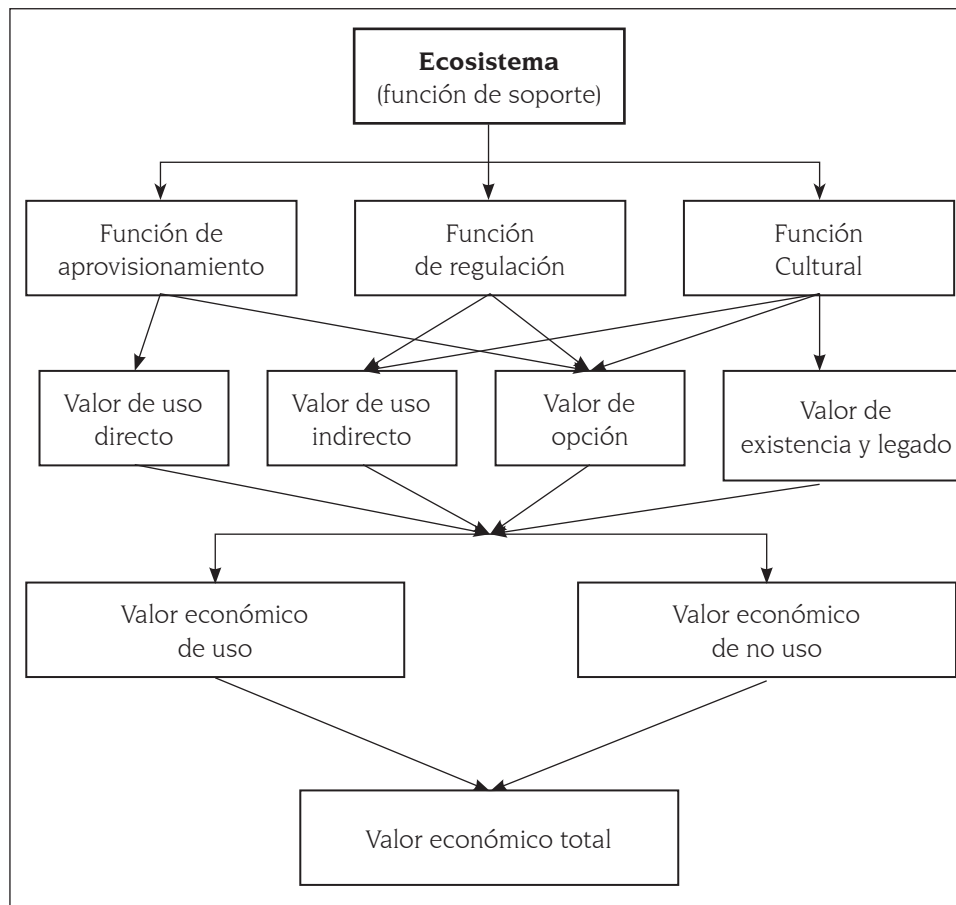 Ecosistema
(función de soporte)
Función de
aprovisionamiento
Función
de regulación
Función
Cultural
Valor de uso
directo
Valor de uso
indirecto
Valor de
opción
Valor de
existencia y legado
Valor económico
de uso
Valor económico
de no uso
Valor económico total